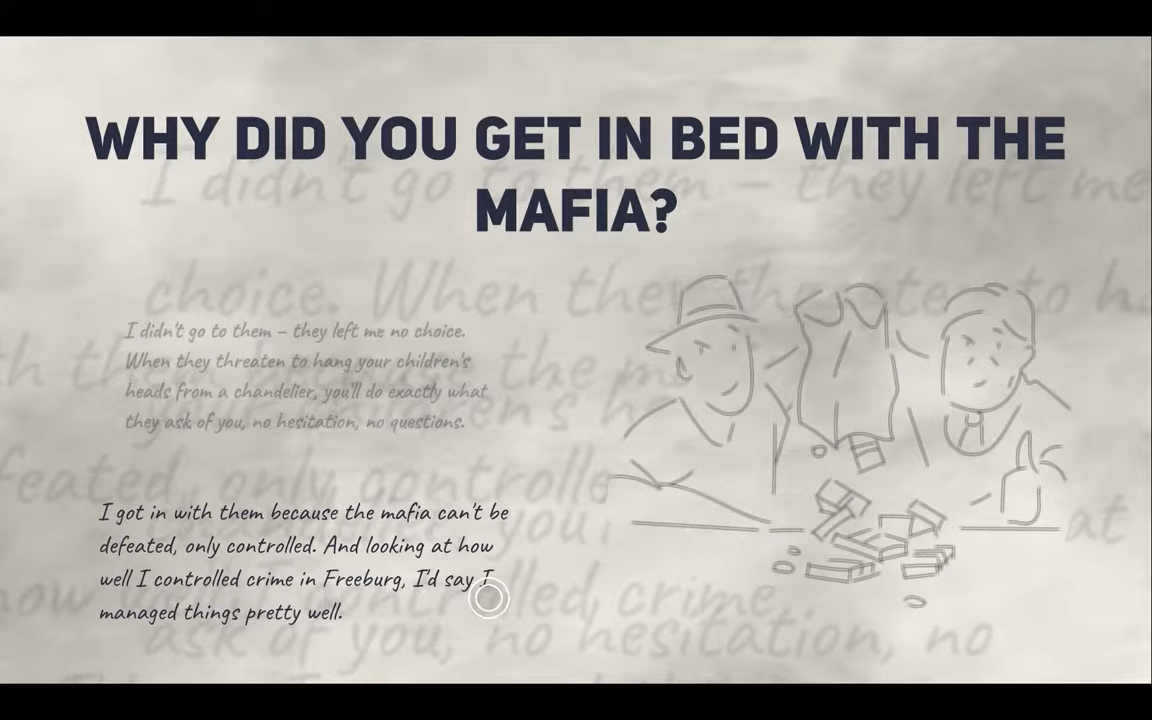 WHY DID YOU GET IN BED WITH THE
MAFIA?
I didn't go to them – they left me no choice.
When they threaten to hang your children's
heads from a chandelier, you'll do exactly what
they ask of you, no hesitation, no questions.
I got in with them because the mafia can't be
defeated, only controlled. And looking at how
well I controlled crime in Freeburg, I'd say I
managed things pretty well.